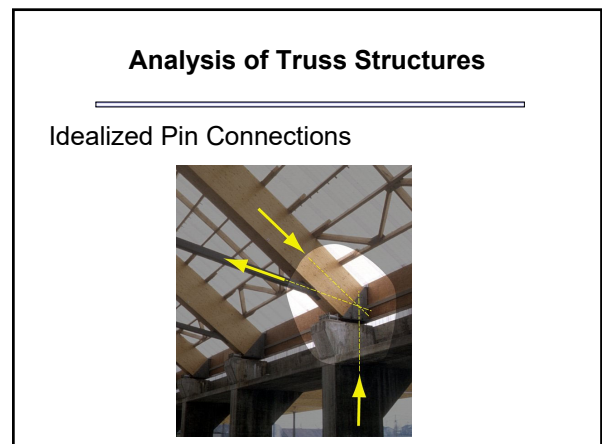 Analysis of Truss Structures
Idealized Pin Connections